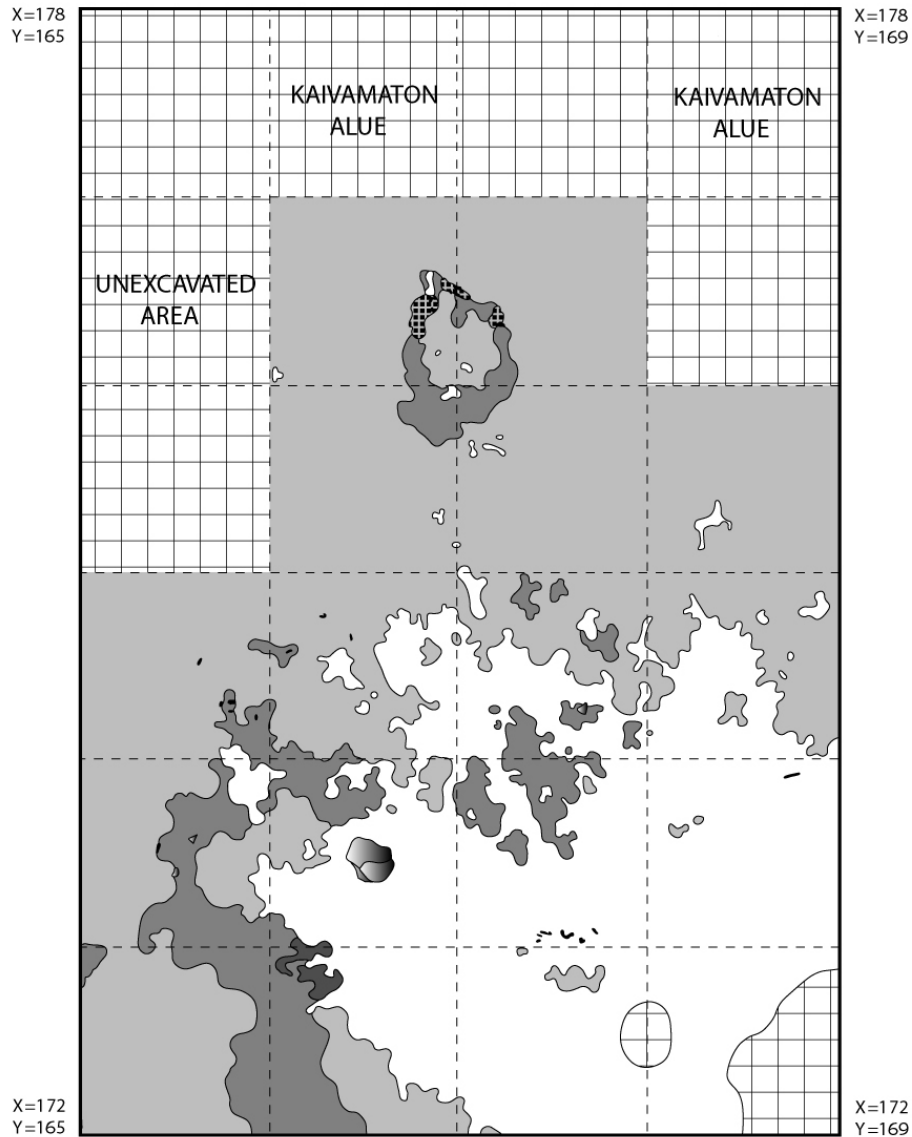 X=178
Y=165
X=178
Y=169
KAIVAMATON
ALUE
KAIVAMATON
ALUE
UNEXCAVATED
AREA
X=172
Y=165
X=172
Y=169